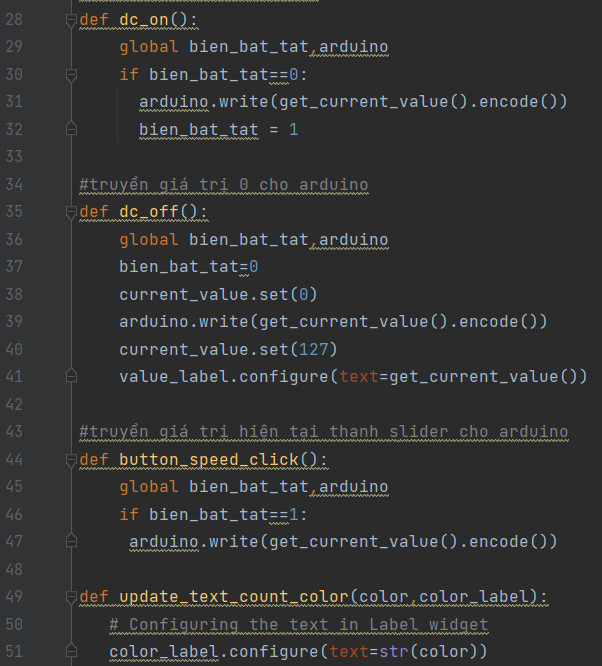 28 def dc_on():
29     global bien_bat_tat,arduino
30     if bien_bat_tat==0:
31       arduino.write(get_current_value().encode())
32       bien_bat_tat = 1
33
34 #truyền giá trị 0 cho arduino
35 def dc_off():
36     global bien_bat_tat,arduino
37     bien_bat_tat=0
38     current_value.set(0)
39     arduino.write(get_current_value().encode())
40     current_value.set(127)
41     value_label.configure(text=get_current_value())
42
43 #truyền giá trị hiện tại thanh slider cho arduino
44 def button_speed_click():
45     global bien_bat_tat,arduino
46     if bien_bat_tat==1:
47      arduino.write(get_current_value().encode())
48
49 def update_text_count_color(color,color_label):
50    # Configuring the text in Label widget
51    color_label.configure(text=str(color))